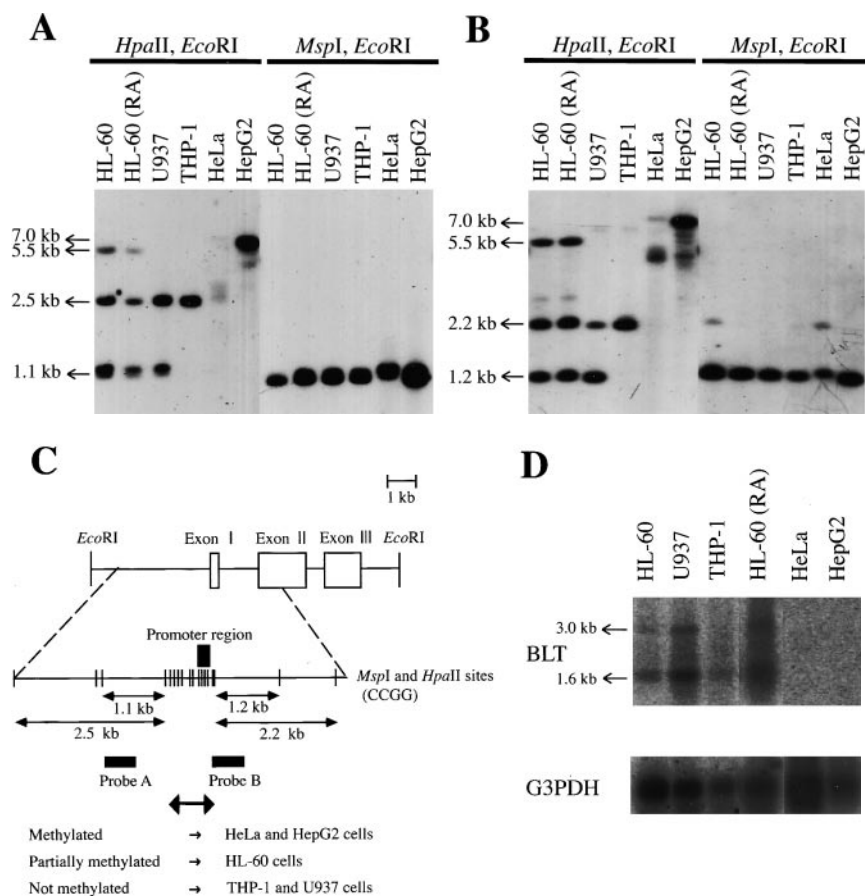 A
HpaII, EcoRI MspI, EcoRI
HL-60
HL-60 (RA)
U937
THP-1
HeLa
HepG2
HL-60
HL-60 (RA)
U937
THP-1
HeLa
HepG2
7.0 kb
5.5 kb
2.5 kb
1.1 kb
B
HpaII, EcoRI MspI, EcoRI
HL-60
HL-60 (RA)
U937
THP-1
HeLa
HepG2
HL-60
HL-60 (RA)
U937
THP-1
HeLa
HepG2
7.0 kb
5.5 kb
2.2 kb
1.2 kb
C
1 kb
EcoRI Exon I Exon II Exon III EcoRI
Promoter region
MspI and HpaII sites
(CCGG)
1.1 kb 1.2 kb
2.5 kb 2.2 kb
Probe A Probe B
Methylated → HeLa and HepG2 cells
Partially methylated → HL-60 cells
Not methylated → THP-1 and U937 cells
D
HL-60
U937
THP-1
HL-60 (RA)
HeLa
HepG2
3.0 kb
BLT
1.6 kb
G3PDH